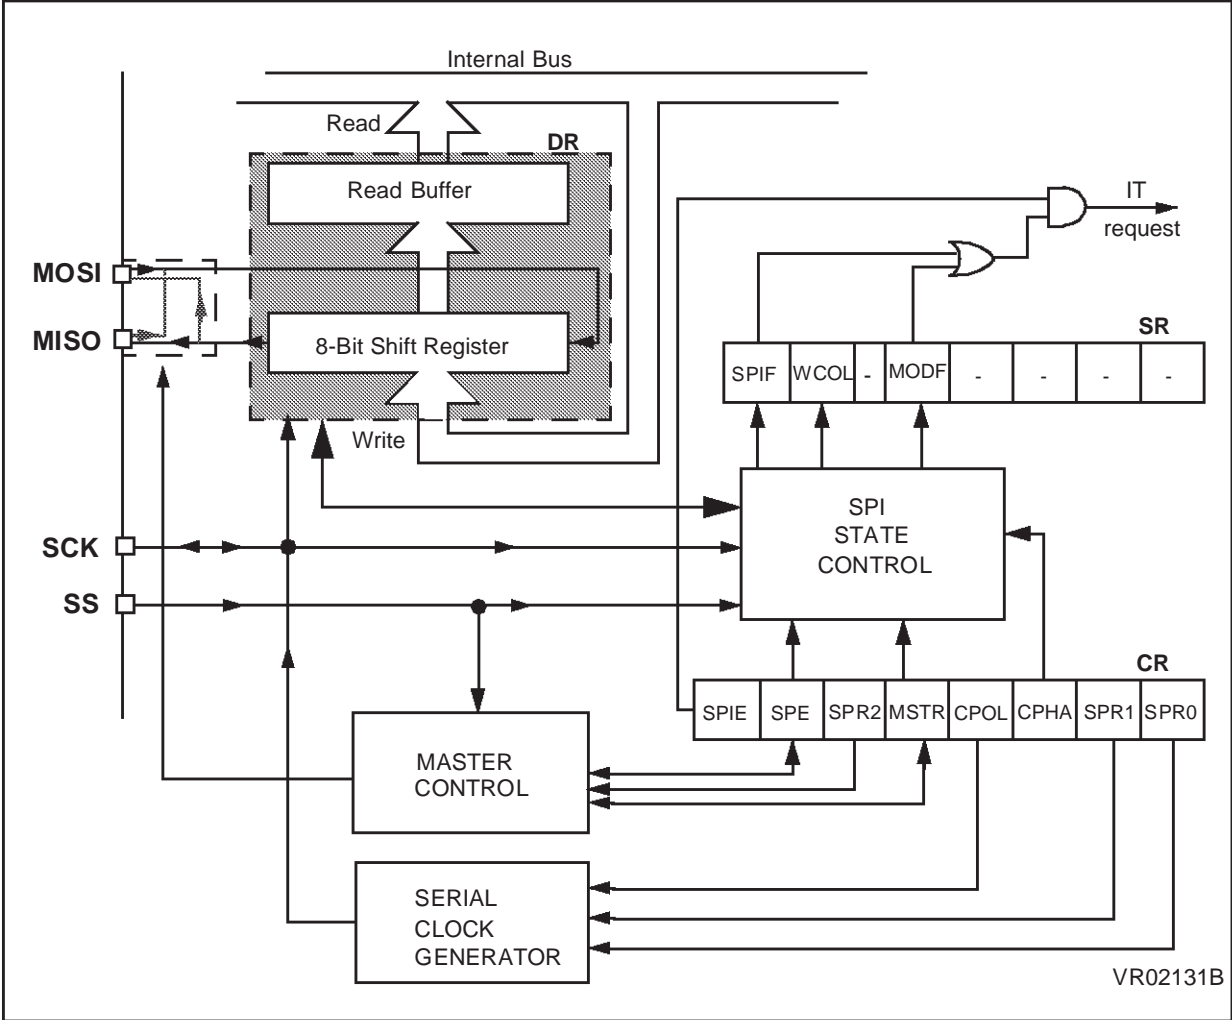 Internal Bus
Read
DR
Read Buffer
IT
request
MOSI
MISO
8-Bit Shift Register
SR
SPIF WCOL - MODF - - - -
Write
SPI
STATE
CONTROL
SCK
SS
CR
SPIE SPE SPR2 MSTR CPOL CPHA SPR1 SPR0
MASTER
CONTROL
SERIAL
CLOCK
GENERATOR
VR02131B